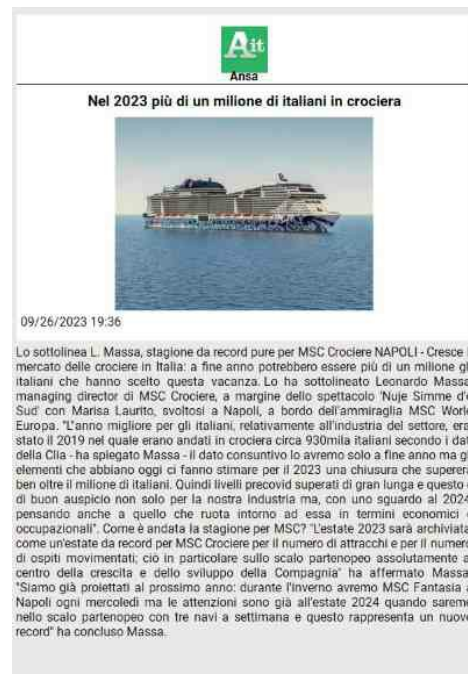 Ait
Ansa
Nel 2023 più di un milione di italiani in crociera
09/26/2023 19:36
Lo sottolinea L. Massa, stagione da record pure per MSC Crociere NAPOLI - Cresce
mercato delle crociere in Italia: a fine anno potrebbero essere più di un milione gl
italiani che hanno scelto questa vacanza. Lo ha sottolineato Leonardo Massa
managing director di MSC Crociere, a margine dello spettacolo 'Nuje Simme d'o
Sud' con Marisa Laurito, svoltosi a Napoli, a bordo dell'ammiraglia MSC Worl
Europa. "L'anno migliore per gli italiani, relativamente all'industria del settore, era
stato il 2019 nel quale erano andati in crociera circa 930mila italiani secondo i dat
della Clia - ha spiegato Massa - il dato consuntivo lo avremo solo a fine anno ma gl
elementi che abbiano oggi ci fanno stimare per il 2023 una chiusura che supererà
ben oltre il milione di italiani. Quindi livelli precovid superati di gran lunga e questo
di buon auspicio non solo per la nostra industria ma, con uno sguardo al 2024
pensando anche a quello che ruota intorno ad essa in termini economici
occupazionali". Come è andata la stagione per MSC? "L'estate 2023 sarà archiviata
come un'estate da record per MSC Crociere per il numero di attracchi e per il numero
di ospiti movimentati; ciò in particolare sullo scalo partenopeo assolutamente a
centro della crescita e dello sviluppo della Compagnia" ha affermato Massa
"Siamo già proiettati al prossimo anno: durante l'inverno avremo MSC Fantasia a
Napoli ogni mercoledì ma le attenzioni sono già all'estate 2024 quando saremo
nello scalo partenopeo con tre navi a settimana e questo rappresenta un nuovo
record" ha concluso Massa.